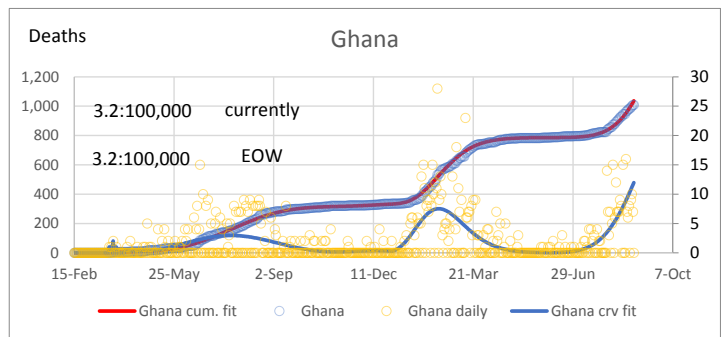 Deaths
Ghana
1,200
1,000
800
600
400
200
0
30
25
20
15
10
5
0
3.2:100,000 currently
3.2:100,000 EOW
15-Feb 25-May 2-Sep 11-Dec 21-Mar 29-Jun 7-Oct
Ghana cum. fit Ghana Ghana daily Ghana crv fit